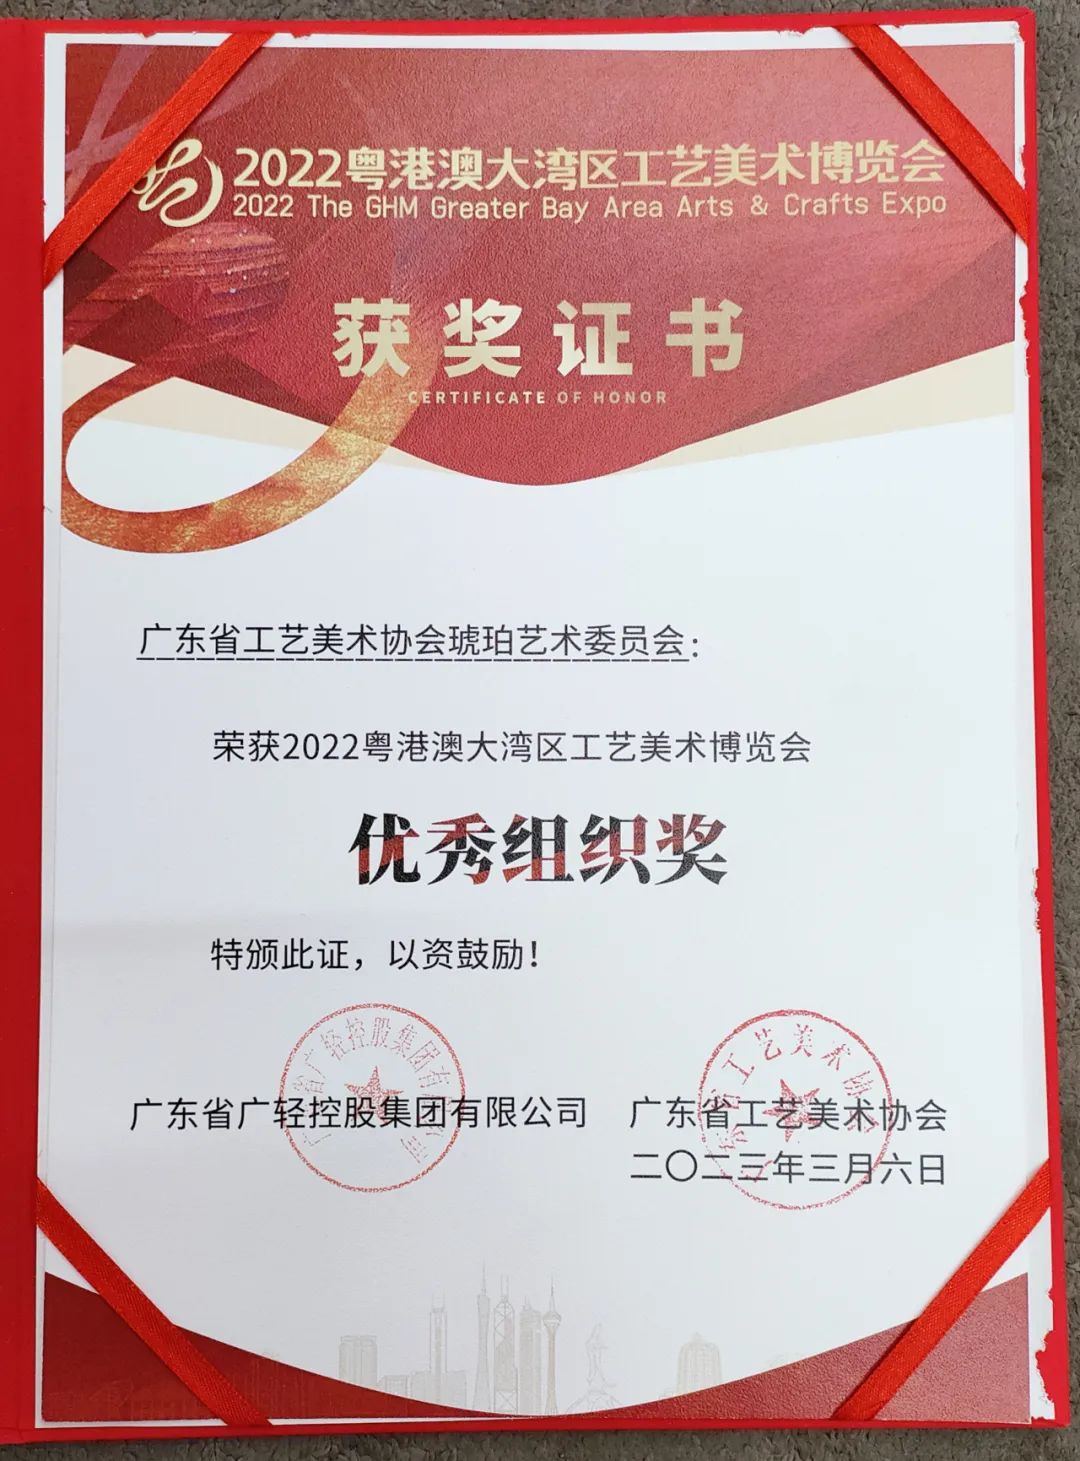 2022粤港澳大湾区工艺美术博览会
2022 The GHM Greater Bay Area Arts & Crafts Expo
获奖证书
CERTIFICATE OF HONOR
广东省工艺美术协会琥珀艺术委员会：
荣获2022粤港澳大湾区工艺美术博览会
优秀组织奖
特颁此证，以资鼓励！
广东省广轻控股集团有限公司
广东省工艺美术协会
二〇二三年三月六日